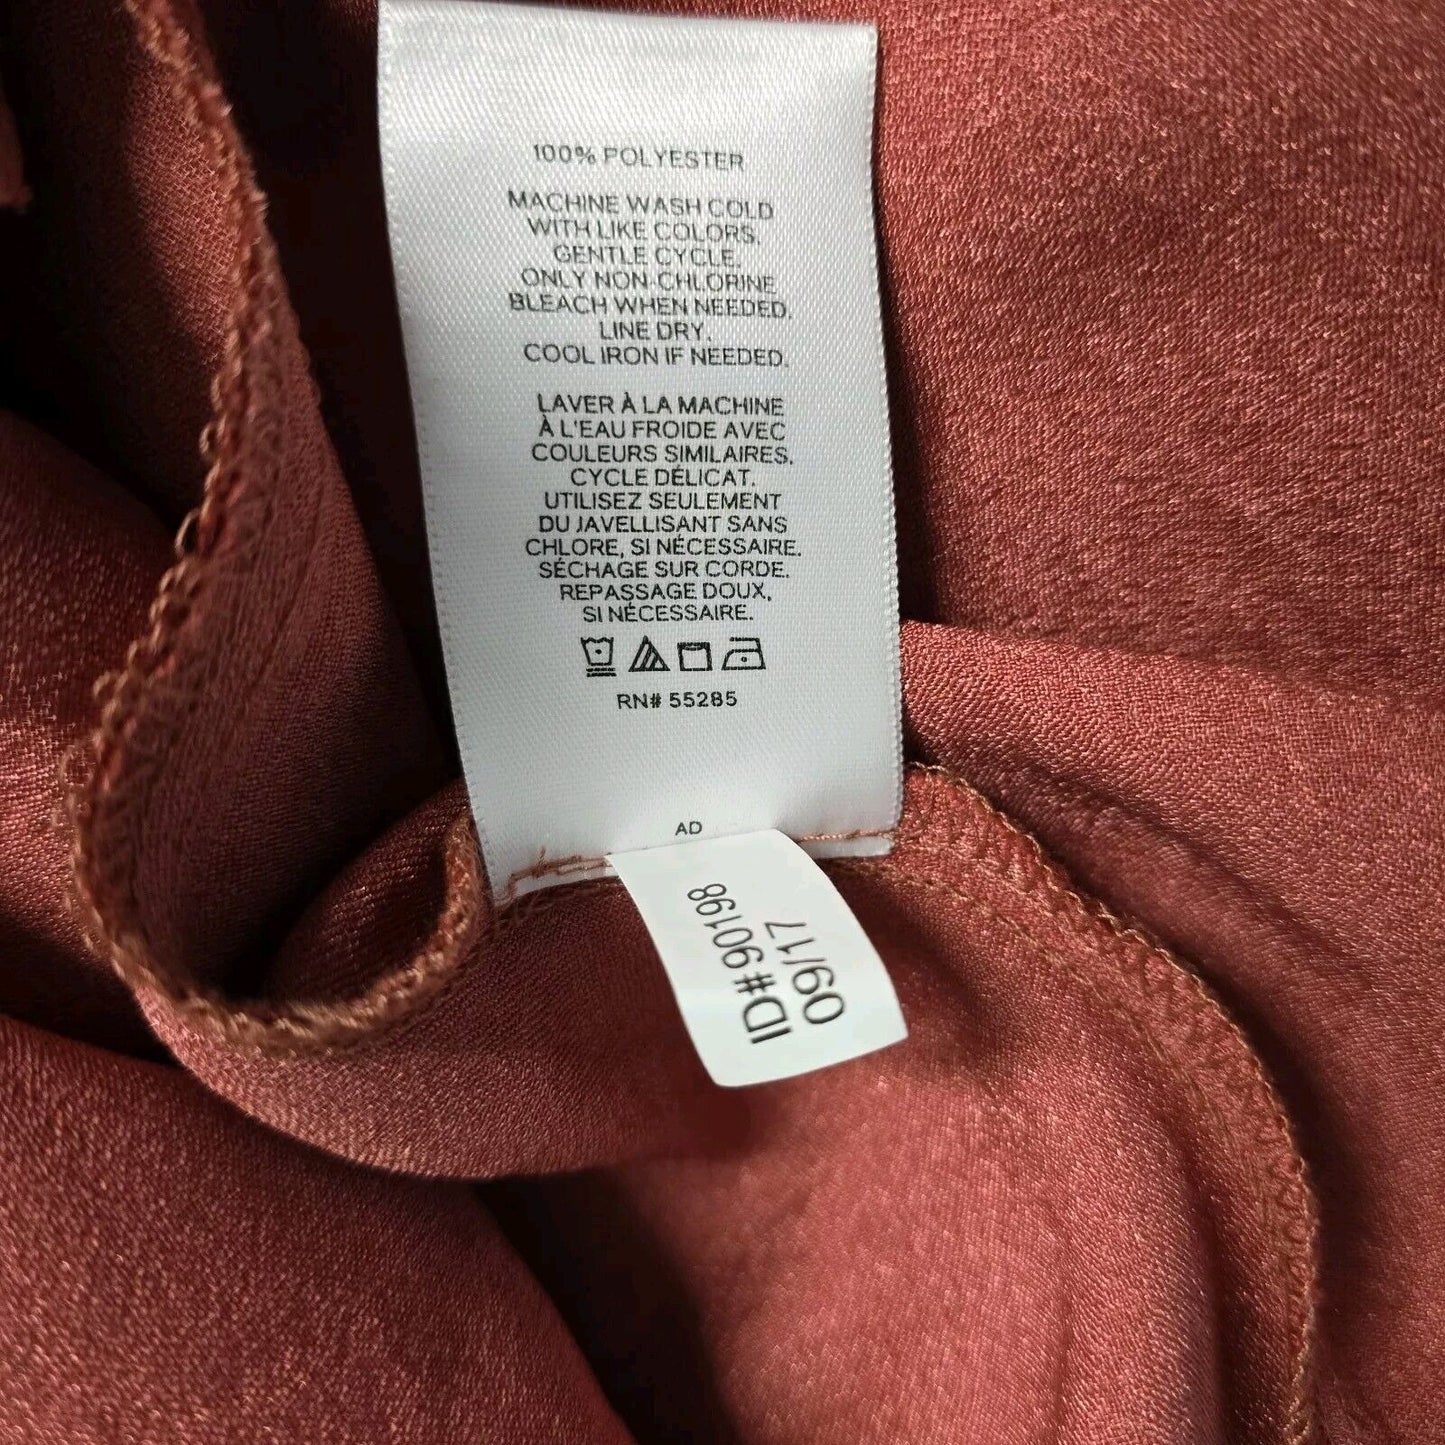 100% POLYESTER
MACHINE WASH COLD
WITH LIKE COLORS.
GENTLE CYCLE.
ONLY NON-CHLORINE
BLEACH WHEN NEEDED.
LINE DRY.
COOL IRON IF NEEDED.
LAVER À LA MACHINE
À L'EAU FROIDE AVEC
COULEURS SIMILAIRES.
CYCLE DÉLICAT.
UTILISEZ SEULEMENT
DU JAVELLISANT SANS
CHLORE, SI NÉCESSAIRE.
SÉCHAGE SUR CORDE.
REPASSAGE DOUX,
SI NÉCESSAIRE.
RN# 55285
AD
ID# 90198
09/17